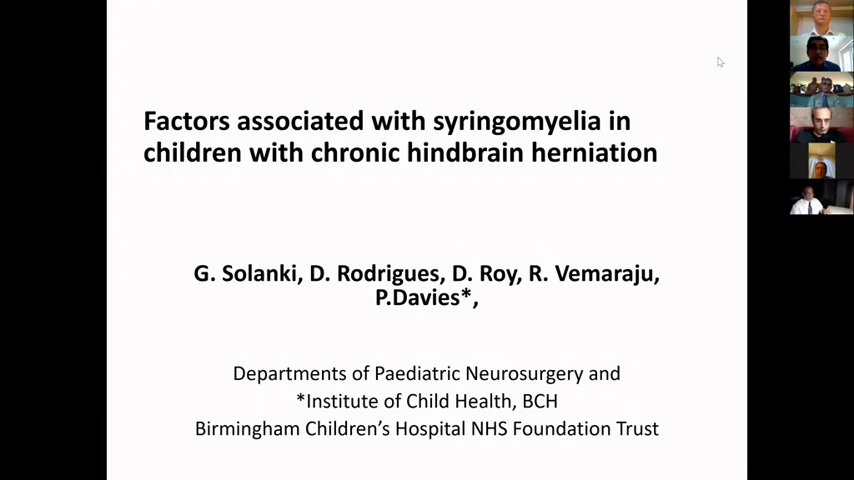 Factors associated with syringomyelia in
children with chronic hindbrain herniation
G. Solanki, D. Rodrigues, D. Roy, R. Vemaraju,
P.Davies*,
Departments of Paediatric Neurosurgery and
*Institute of Child Health, BCH
Birmingham Children’s Hospital NHS Foundation Trust